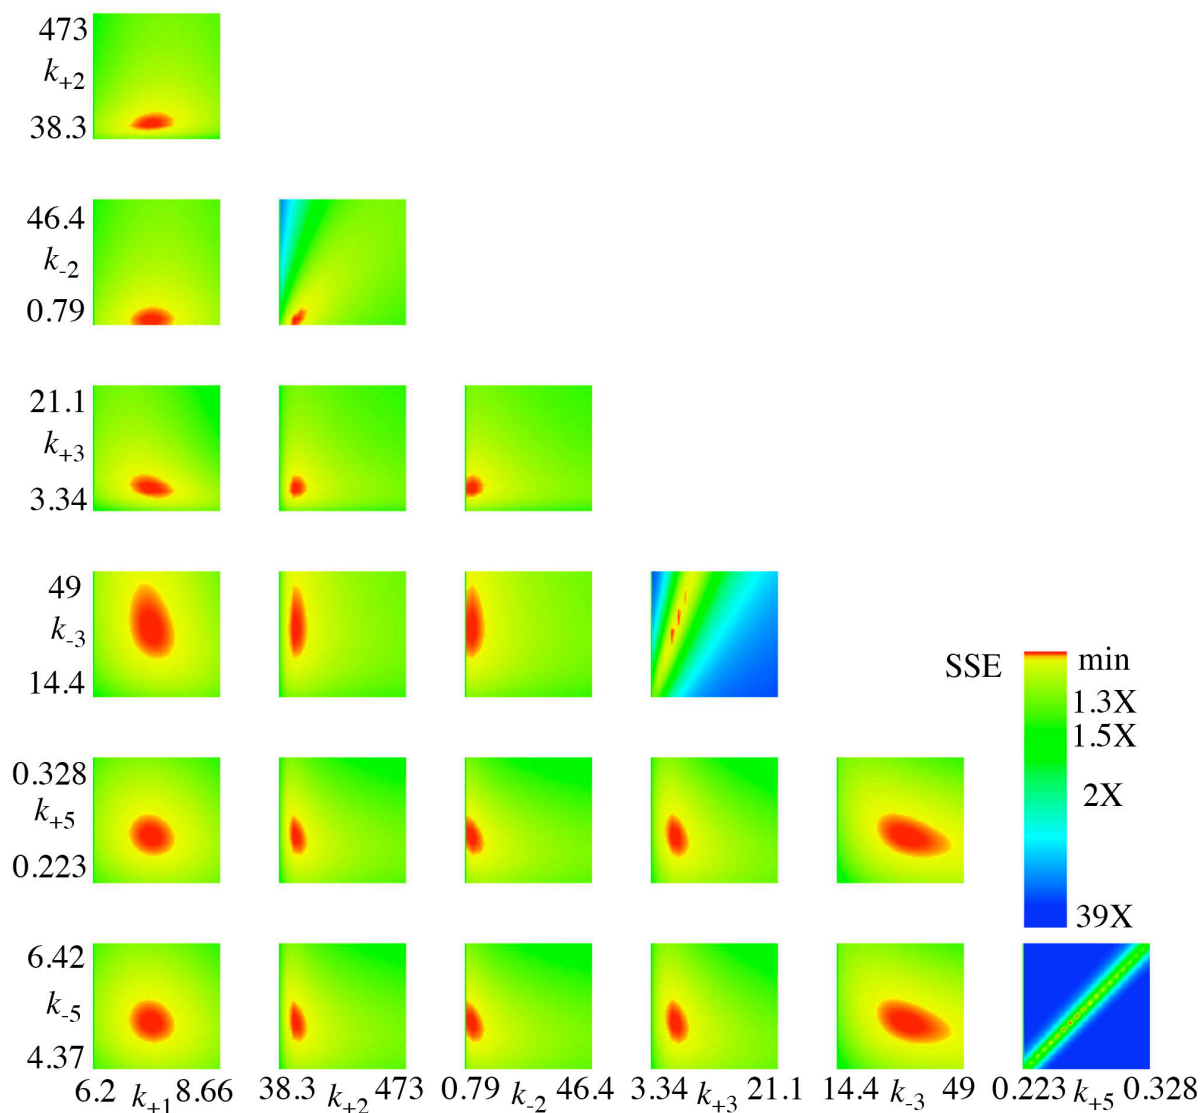 473
k+2
38.3
46.4
k-2
0.79
21.1
k+3
3.34
49
k-3
14.4
SSE
min
1.3X
1.5X
2X
39X
0.328
k+5
0.223
6.42
k-5
4.37
6.2 k+1 8.66 38.3 k+2 473 0.79 k-2 46.4 3.34 k+3 21.1 14.4 k-3 49 0.223 k+5 0.328